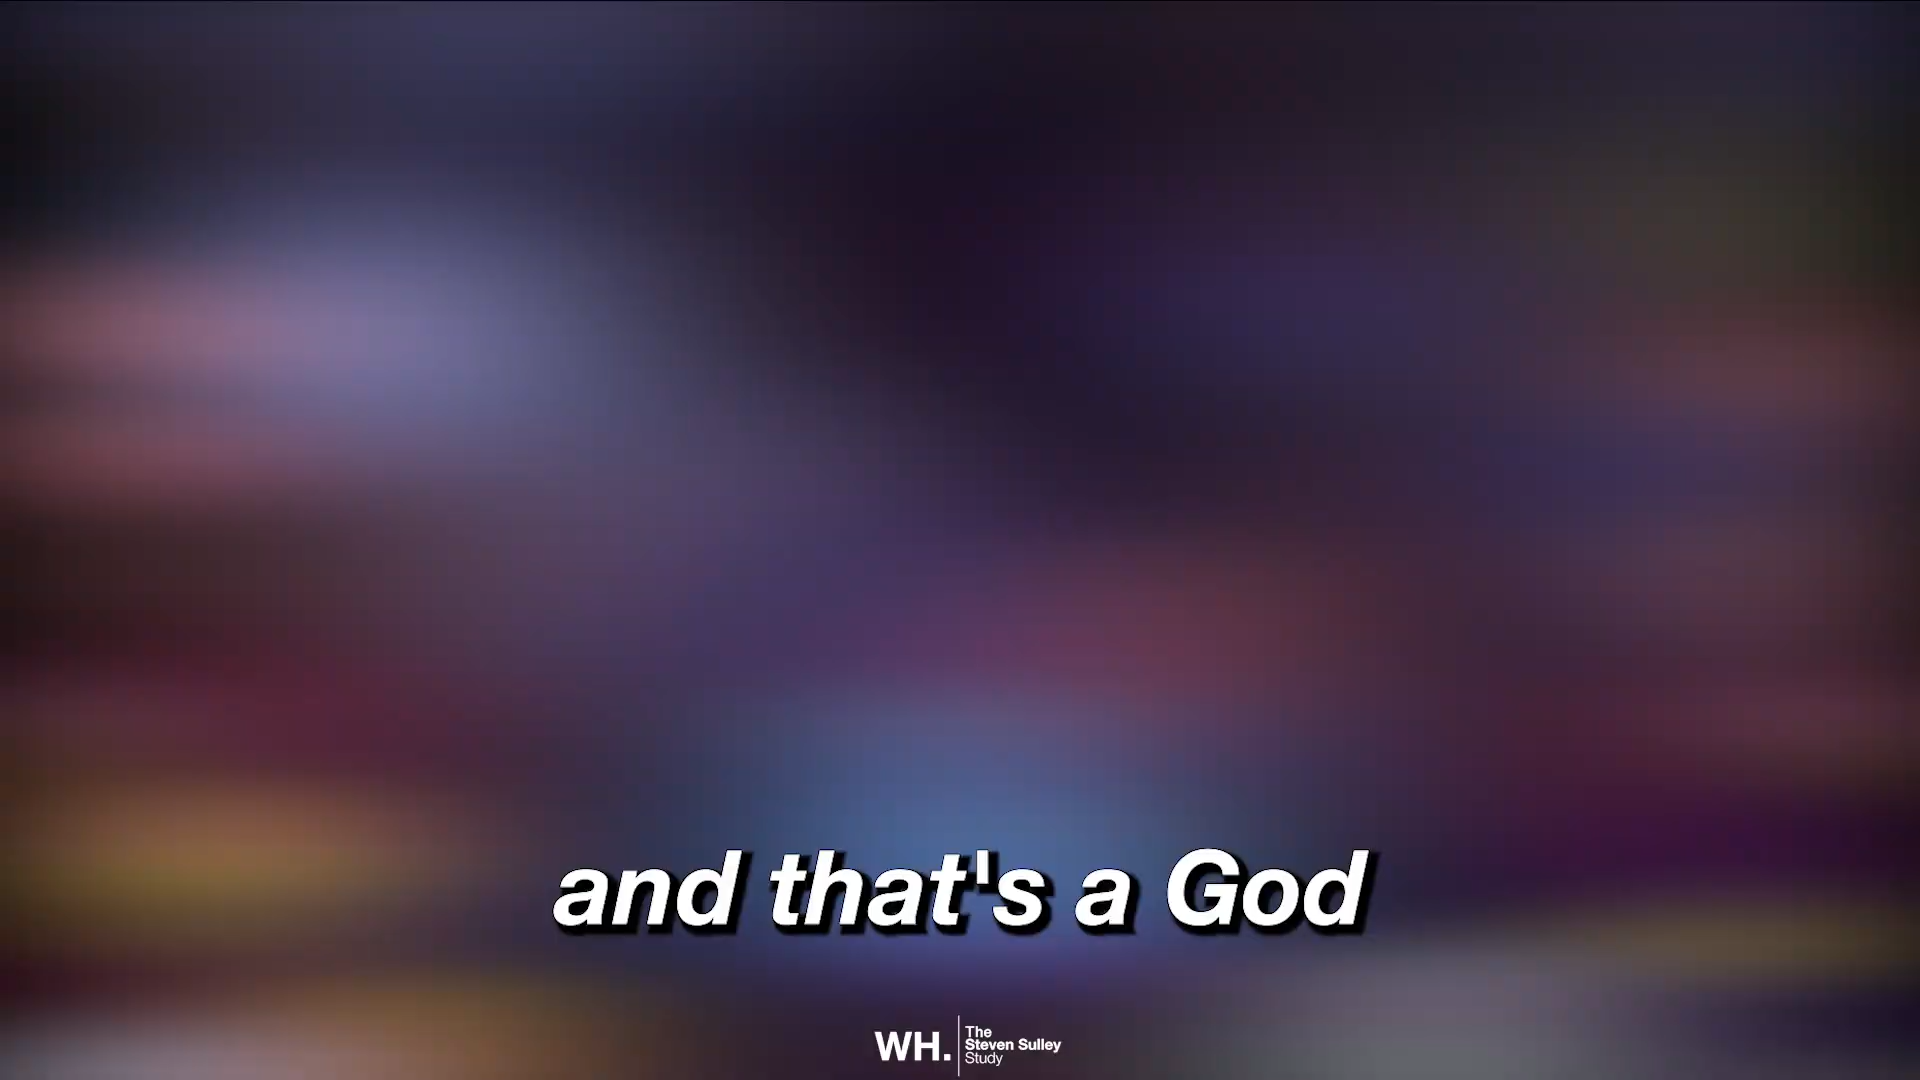 and that's a God
WH.
The
Steven Sulley
Study